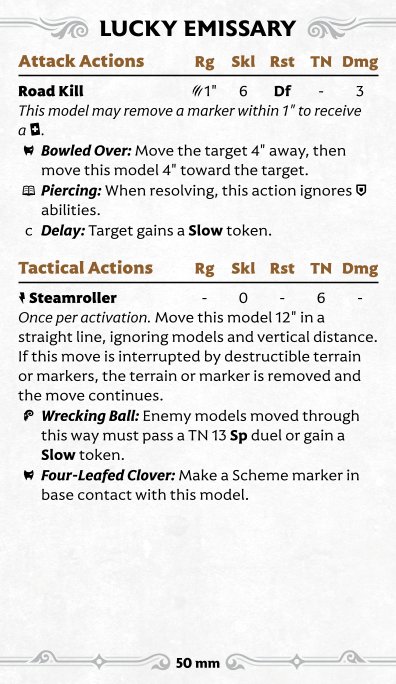 LUCKY EMISSARY
Attack Actions Rg Skl Rst TN Dmg
Road Kill 1" 6 Df - 3
This model may remove a marker within 1" to receive
a .
Bowled Over: Move the target 4" away, then
move this model 4" toward the target.
Piercing: When resolving, this action ignores
abilities.
c Delay: Target gains a Slow token.
Tactical Actions Rg Skl Rst TN Dmg
Steamroller - 0 - 6 -
Once per activation. Move this model 12" in a
straight line, ignoring models and vertical distance.
If this move is interrupted by destructible terrain
or markers, the terrain or marker is removed and
the move continues.
Wrecking Ball: Enemy models moved through
this way must pass a TN 13 Sp duel or gain a
Slow token.
Four-Leafed Clover: Make a Scheme marker in
base contact with this model.
50 mm